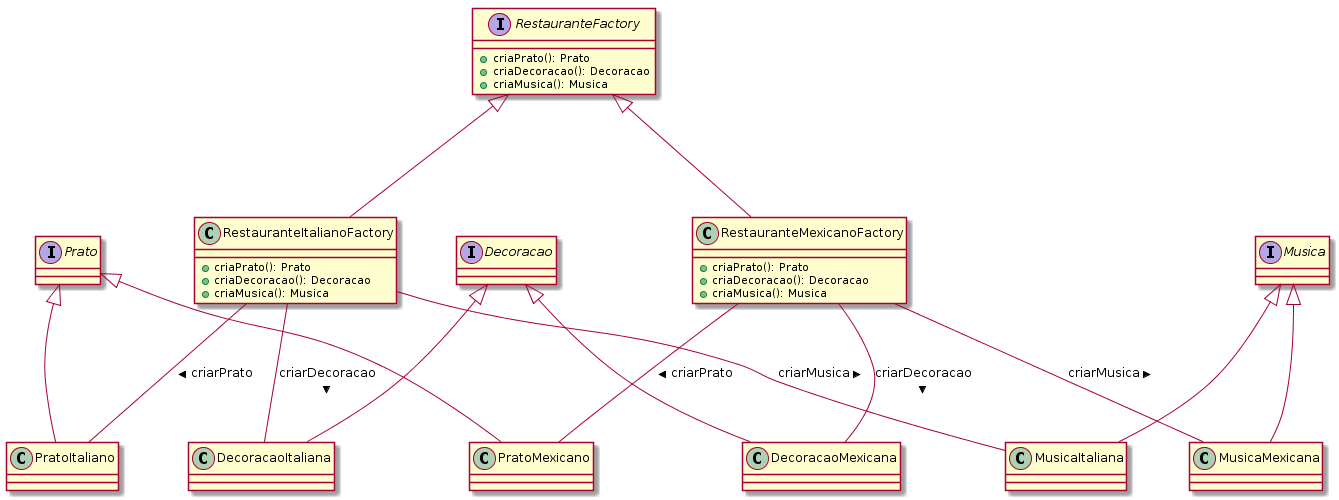 I RestauranteFactory
criaPrato(): Prato
criaDecoracao(): Decoracao
criaMusica(): Musica
I Prato
C RestauranteItalianoFactory
criaPrato(): Prato
criaDecoracao(): Decoracao
criaMusica(): Musica
I Decoracao
C RestauranteMexicanoFactory
criaPrato(): Prato
criaDecoracao(): Decoracao
criaMusica(): Musica
I Musica
criarPrato
criarDecoracao
criarPrato
criarMusica
criarDecoracao
criarMusica
C PratoItaliano
C DecoracaoItaliana
C PratoMexicano
C DecoracaoMexicana
C MusicaItaliana
C MusicaMexicana